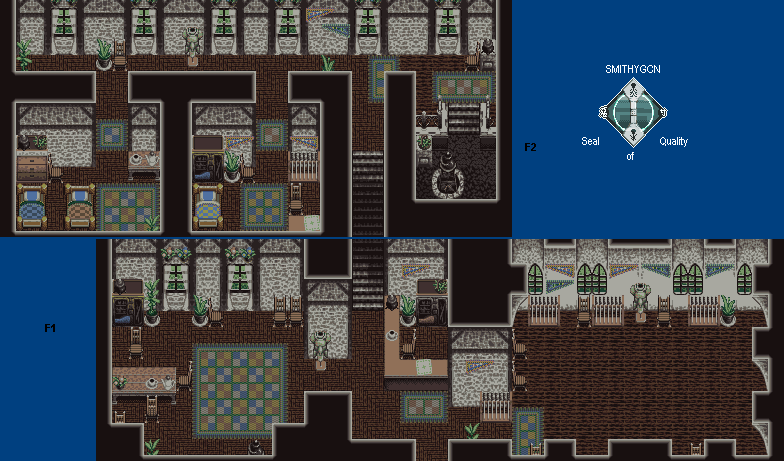 SMITHYGCN
Seal
Quality
of
F2
F1